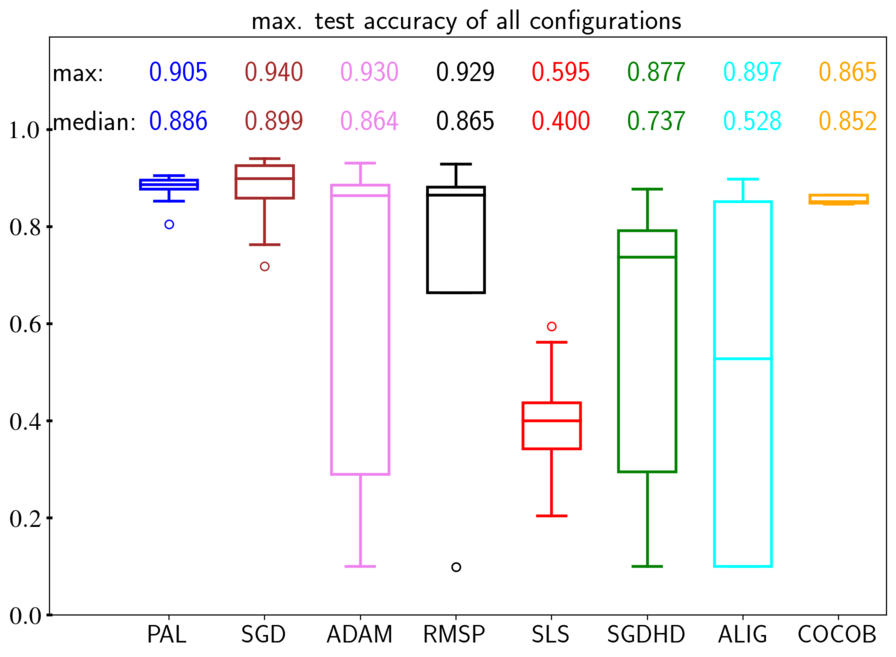 max. test accuracy of all configurations
max: 0.905 0.940 0.930 0.929 0.595 0.877 0.897 0.865
median: 0.886 0.899 0.864 0.865 0.400 0.737 0.528 0.852
1.0
0.8
0.6
0.4
0.2
0.0
PAL SGD ADAM RMSP SLS SGDHD ALIG COCOB